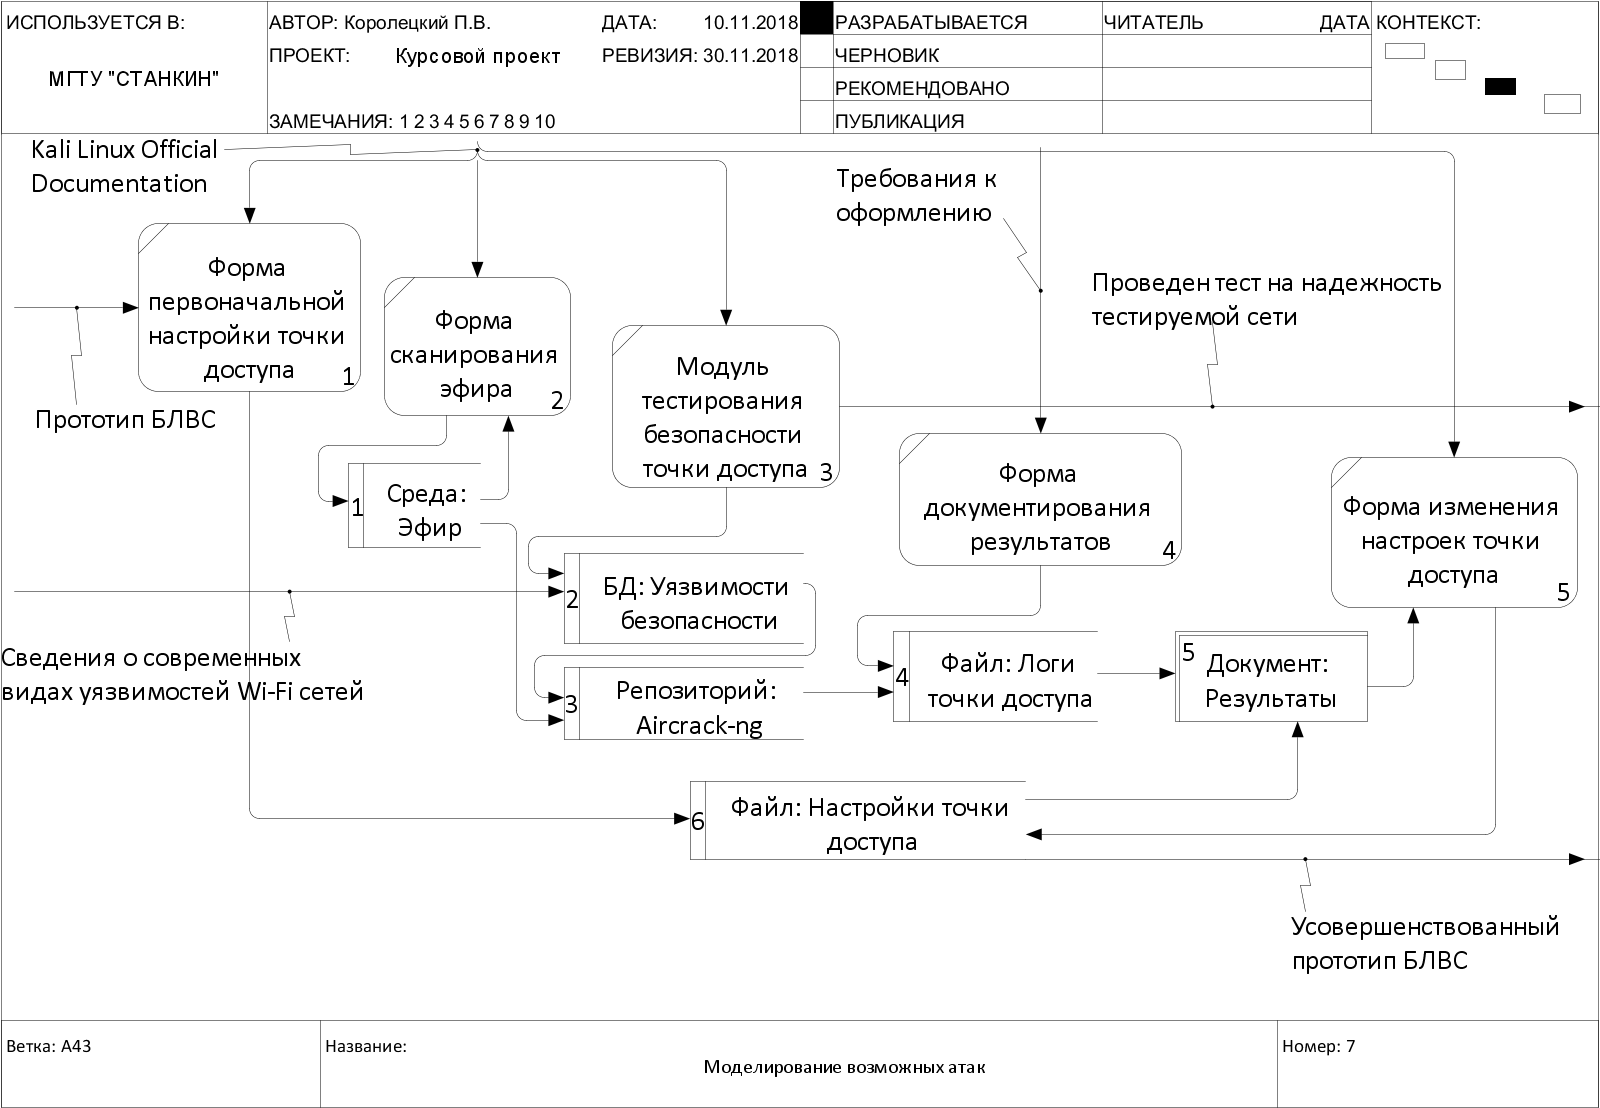 ИСПОЛЬЗУЕТСЯ В:
МГТУ "СТАНКИН"
АВТОР: Королецкий П.В.
ДАТА: 10.11.2018
ПРОЕКТ: Курсовой проект
РЕВИЗИЯ: 30.11.2018
ЗАМЕЧАНИЯ: 1 2 3 4 5 6 7 8 9 10
РАЗРАБАТЫВАЕТСЯ
ЧЕРНОВИК
РЕКОМЕНДОВАНО
ПУБЛИКАЦИЯ
ЧИТАТЕЛЬ
ДАТА
КОНТЕКСТ:
Kali Linux Official
Documentation
Требования к
оформлению
Проведен тест на надежность
тестируемой сети
Форма
первоначальной
настройки точки
доступа
1
Форма
сканирования
эфира
2
Модуль
тестирования
безопасности
точки доступа
3
Форма
документирования
результатов
4
Форма изменения
настроек точки
доступа
5
Прототип БЛВС
1
Среда:
Эфир
2
БД: Уязвимости
безопасности
Сведения о современных
видах уязвимостей Wi-Fi сетей
3
Репозиторий:
Aircrack-ng
4
Файл: Логи
точки доступа
5
Документ:
Результаты
6
Файл: Настройки точки
доступа
Усовершенствованный
прототип БЛВС
Ветка: А43
Название:
Моделирование возможных атак
Номер: 7